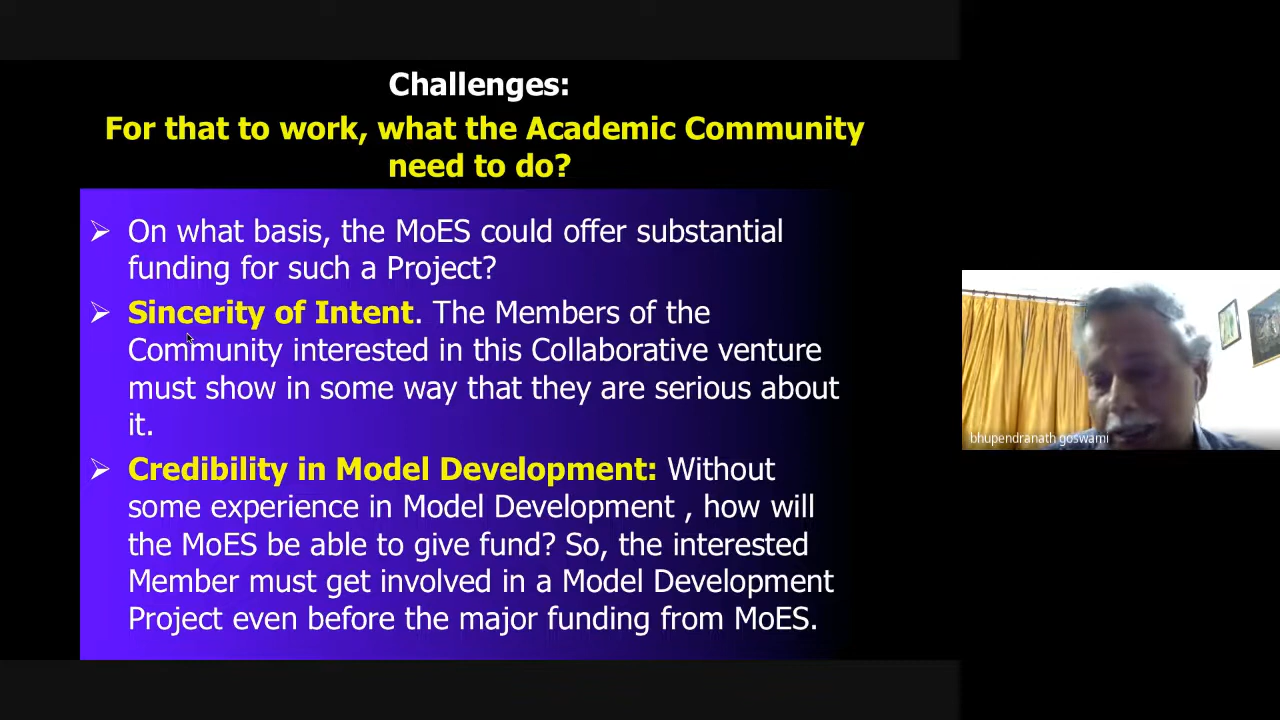 Challenges:
For that to work, what the Academic Community
need to do?
On what basis, the MoES could offer substantial
funding for such a Project?
Sincerity of Intent. The Members of the
Community interested in this Collaborative venture
must show in some way that they are serious about
it.
Credibility in Model Development: Without
some experience in Model Development , how will
the MoES be able to give fund? So, the interested
Member must get involved in a Model Development
Project even before the major funding from MoES.
bhupendranath goswami